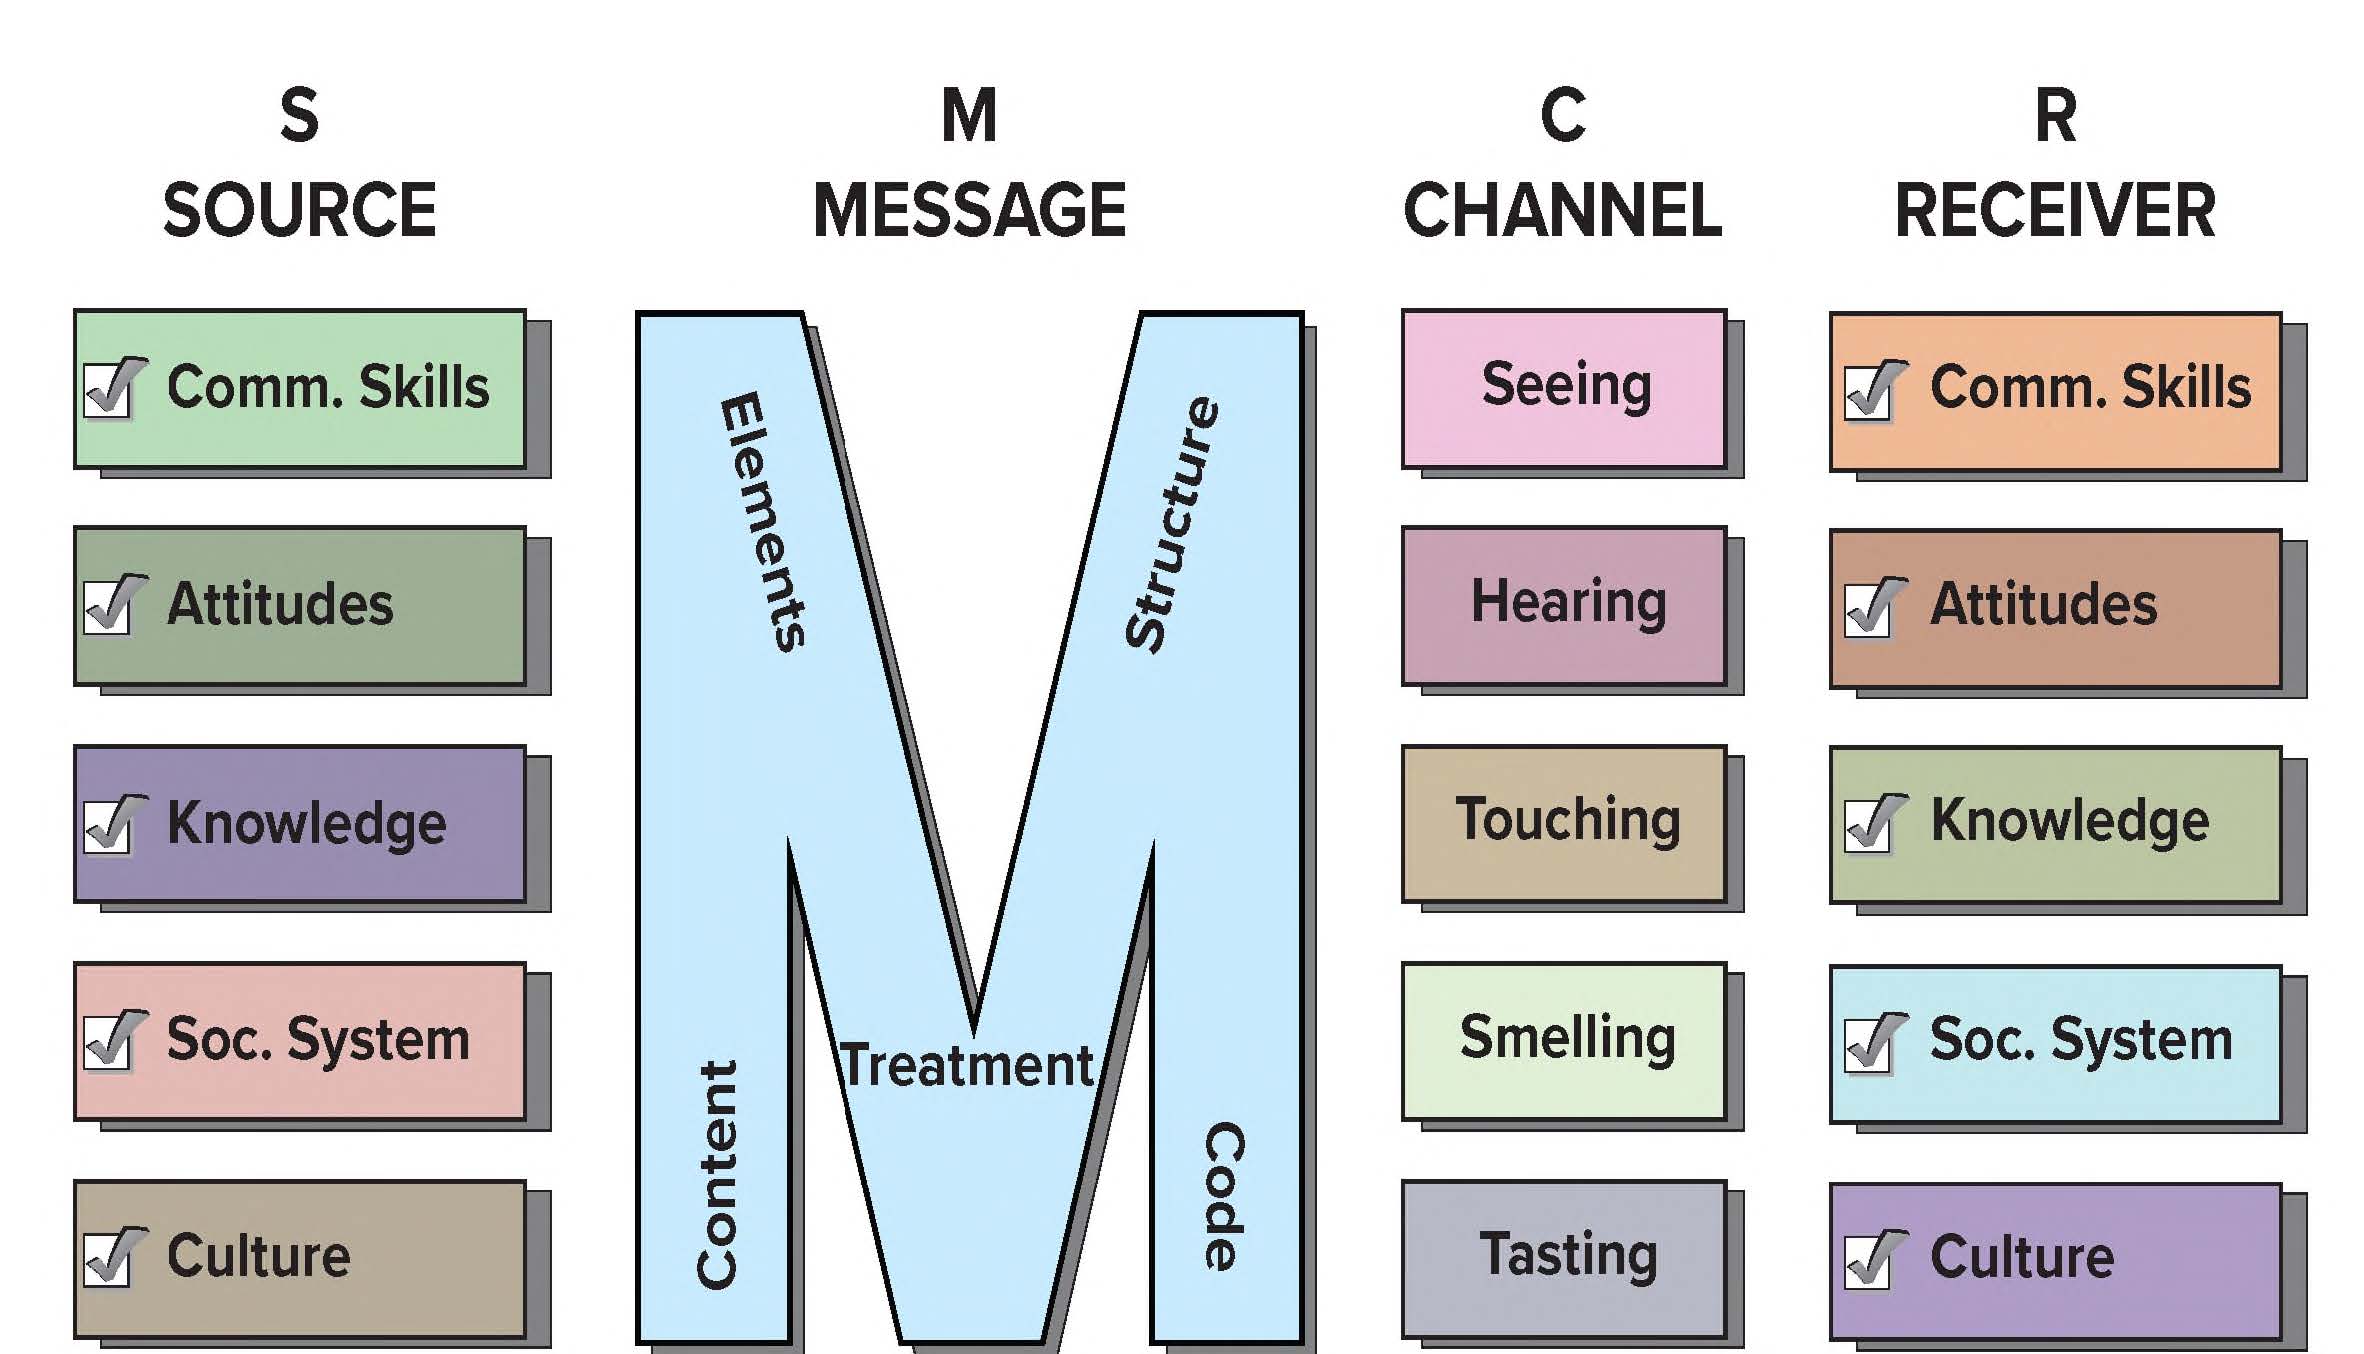 S
SOURCE
Comm. Skills
Attitudes
Knowledge
Soc. System
Culture
M
MESSAGE
Elements
Structure
Treatment
Content
Code
C
CHANNEL
Seeing
Hearing
Touching
Smelling
Tasting
R
RECEIVER
Comm. Skills
Attitudes
Knowledge
Soc. System
Culture